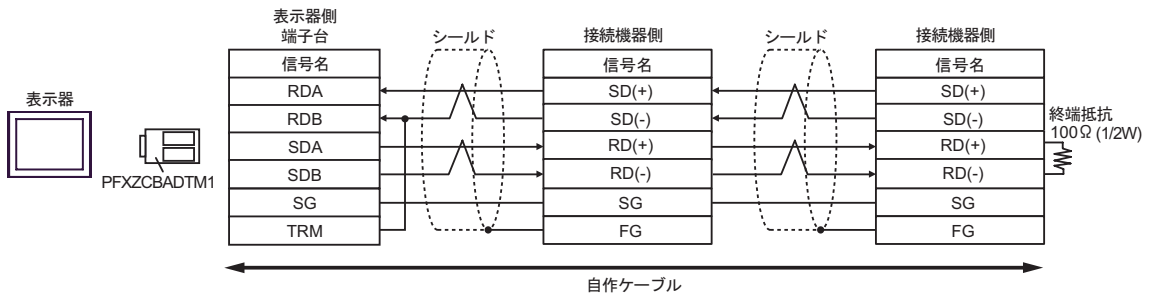 表示器
PFXZCBADTM1
表示器側
端子台
信号名
RDA
RDB
SDA
SDB
SG
TRM
シールド
接続機器側
信号名
SD(+)
SD(-)
RD(+)
RD(-)
SG
FG
シールド
接続機器側
信号名
SD(+)
SD(-)
RD(+)
RD(-)
SG
FG
終端抵抗
100Ω (1/2W)
自作ケーブル